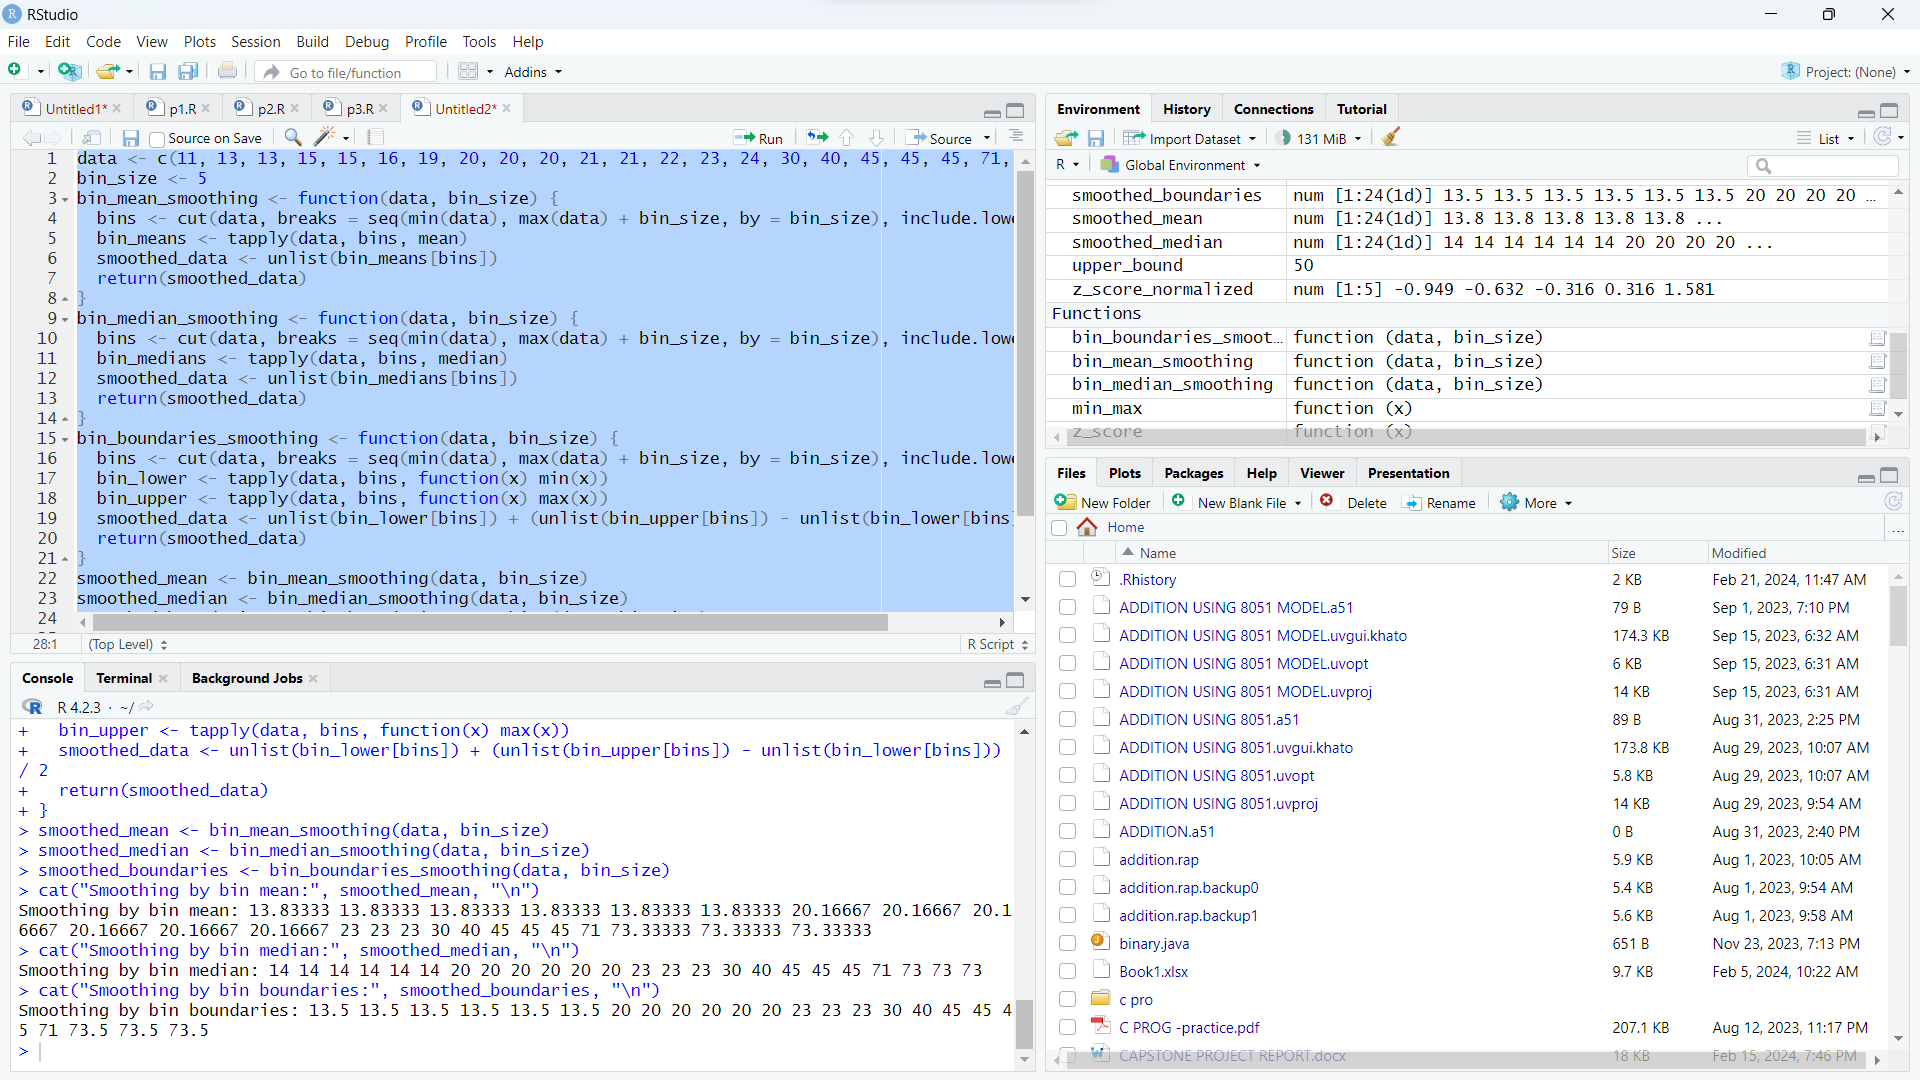 RStudio
File Edit Code View Plots Session Build Debug Profile Tools Help
Go to file/function Addins Project: (None)
Untitled1* p1.R p2.R p3.R Untitled2*
Source on Save Run Source
1 data <- c(11, 13, 13, 15, 15, 16, 19, 20, 20, 20, 21, 21, 22, 23, 24, 30, 40, 45, 45, 45, 71,
2 bin_size <- 5
3 bin_mean_smoothing <- function(data, bin_size) {
4 bins <- cut(data, breaks = seq(min(data), max(data) + bin_size, by = bin_size), include.lowe
5 bin_means <- tapply(data, bins, mean)
6 smoothed_data <- unlist(bin_means[bins])
7 return(smoothed_data)
8 }
9 bin_median_smoothing <- function(data, bin_size) {
10 bins <- cut(data, breaks = seq(min(data), max(data) + bin_size, by = bin_size), include.lowe
11 bin_medians <- tapply(data, bins, median)
12 smoothed_data <- unlist(bin_medians[bins])
13 return(smoothed_data)
14 }
15 bin_boundaries_smoothing <- function(data, bin_size) {
16 bins <- cut(data, breaks = seq(min(data), max(data) + bin_size, by = bin_size), include.lowe
17 bin_lower <- tapply(data, bins, function(x) min(x))
18 bin_upper <- tapply(data, bins, function(x) max(x))
19 smoothed_data <- unlist(bin_lower[bins]) + (unlist(bin_upper[bins]) - unlist(bin_lower[bins]
20 return(smoothed_data)
21 }
22 smoothed_mean <- bin_mean_smoothing(data, bin_size)
23 smoothed_median <- bin_median_smoothing(data, bin_size)
24
28:1 (Top Level) R Script
Console Terminal Background Jobs
R 4.2.3 · ~/
+ bin_upper <- tapply(data, bins, function(x) max(x))
+ smoothed_data <- unlist(bin_lower[bins]) + (unlist(bin_upper[bins]) - unlist(bin_lower[bins]))
/ 2
+ return(smoothed_data)
+ }
> smoothed_mean <- bin_mean_smoothing(data, bin_size)
> smoothed_median <- bin_median_smoothing(data, bin_size)
> smoothed_boundaries <- bin_boundaries_smoothing(data, bin_size)
> cat("Smoothing by bin mean:", smoothed_mean, "\n")
Smoothing by bin mean: 13.83333 13.83333 13.83333 13.83333 13.83333 13.83333 20.16667 20.16667 20.1
6667 20.16667 20.16667 20.16667 23 23 23 30 40 45 45 45 71 73.33333 73.33333 73.33333
> cat("Smoothing by bin median:", smoothed_median, "\n")
Smoothing by bin median: 14 14 14 14 14 14 20 20 20 20 20 20 23 23 23 30 40 45 45 45 71 73 73 73
> cat("Smoothing by bin boundaries:", smoothed_boundaries, "\n")
Smoothing by bin boundaries: 13.5 13.5 13.5 13.5 13.5 13.5 20 20 20 20 20 20 23 23 23 30 40 45 45 4
5 71 73.5 73.5 73.5
>
Environment History Connections Tutorial
Import Dataset 131 MiB List
R Global Environment
smoothed_boundaries num [1:24(1d)] 13.5 13.5 13.5 13.5 13.5 13.5 20 20 20 20 ...
smoothed_mean num [1:24(1d)] 13.8 13.8 13.8 13.8 13.8 ...
smoothed_median num [1:24(1d)] 14 14 14 14 14 14 20 20 20 20 ...
upper_bound 50
z_score_normalized num [1:5] -0.949 -0.632 -0.316 0.316 1.581
Functions
bin_boundaries_smoot... function (data, bin_size)
bin_mean_smoothing function (data, bin_size)
bin_median_smoothing function (data, bin_size)
min_max function (x)
z_score function (x)
Files Plots Packages Help Viewer Presentation
New Folder New Blank File Delete Rename More
Home ...
Name Size Modified
.Rhistory 2 KB Feb 21, 2024, 11:47 AM
ADDITION USING 8051 MODEL.a51 79 B Sep 1, 2023, 7:10 PM
ADDITION USING 8051 MODEL.uvgui.khato 174.3 KB Sep 15, 2023, 6:32 AM
ADDITION USING 8051 MODEL.uvopt 6 KB Sep 15, 2023, 6:31 AM
ADDITION USING 8051 MODEL.uvproj 14 KB Sep 15, 2023, 6:31 AM
ADDITION USING 8051.a51 89 B Aug 31, 2023, 2:25 PM
ADDITION USING 8051.uvgui.khato 173.8 KB Aug 29, 2023, 10:07 AM
ADDITION USING 8051.uvopt 5.8 KB Aug 29, 2023, 10:07 AM
ADDITION USING 8051.uvproj 14 KB Aug 29, 2023, 9:54 AM
ADDITION.a51 0 B Aug 31, 2023, 2:40 PM
addition.rap 5.9 KB Aug 1, 2023, 10:05 AM
addition.rap.backup0 5.4 KB Aug 1, 2023, 9:54 AM
addition.rap.backup1 5.6 KB Aug 1, 2023, 9:58 AM
binary.java 651 B Nov 23, 2023, 7:13 PM
Book1.xlsx 9.7 KB Feb 5, 2024, 10:22 AM
c pro
C PROG -practice.pdf 207.1 KB Aug 12, 2023, 11:17 PM
CAPSTONE PROJECT REPORT.docx 18 KB Feb 15, 2024, 7:46 PM